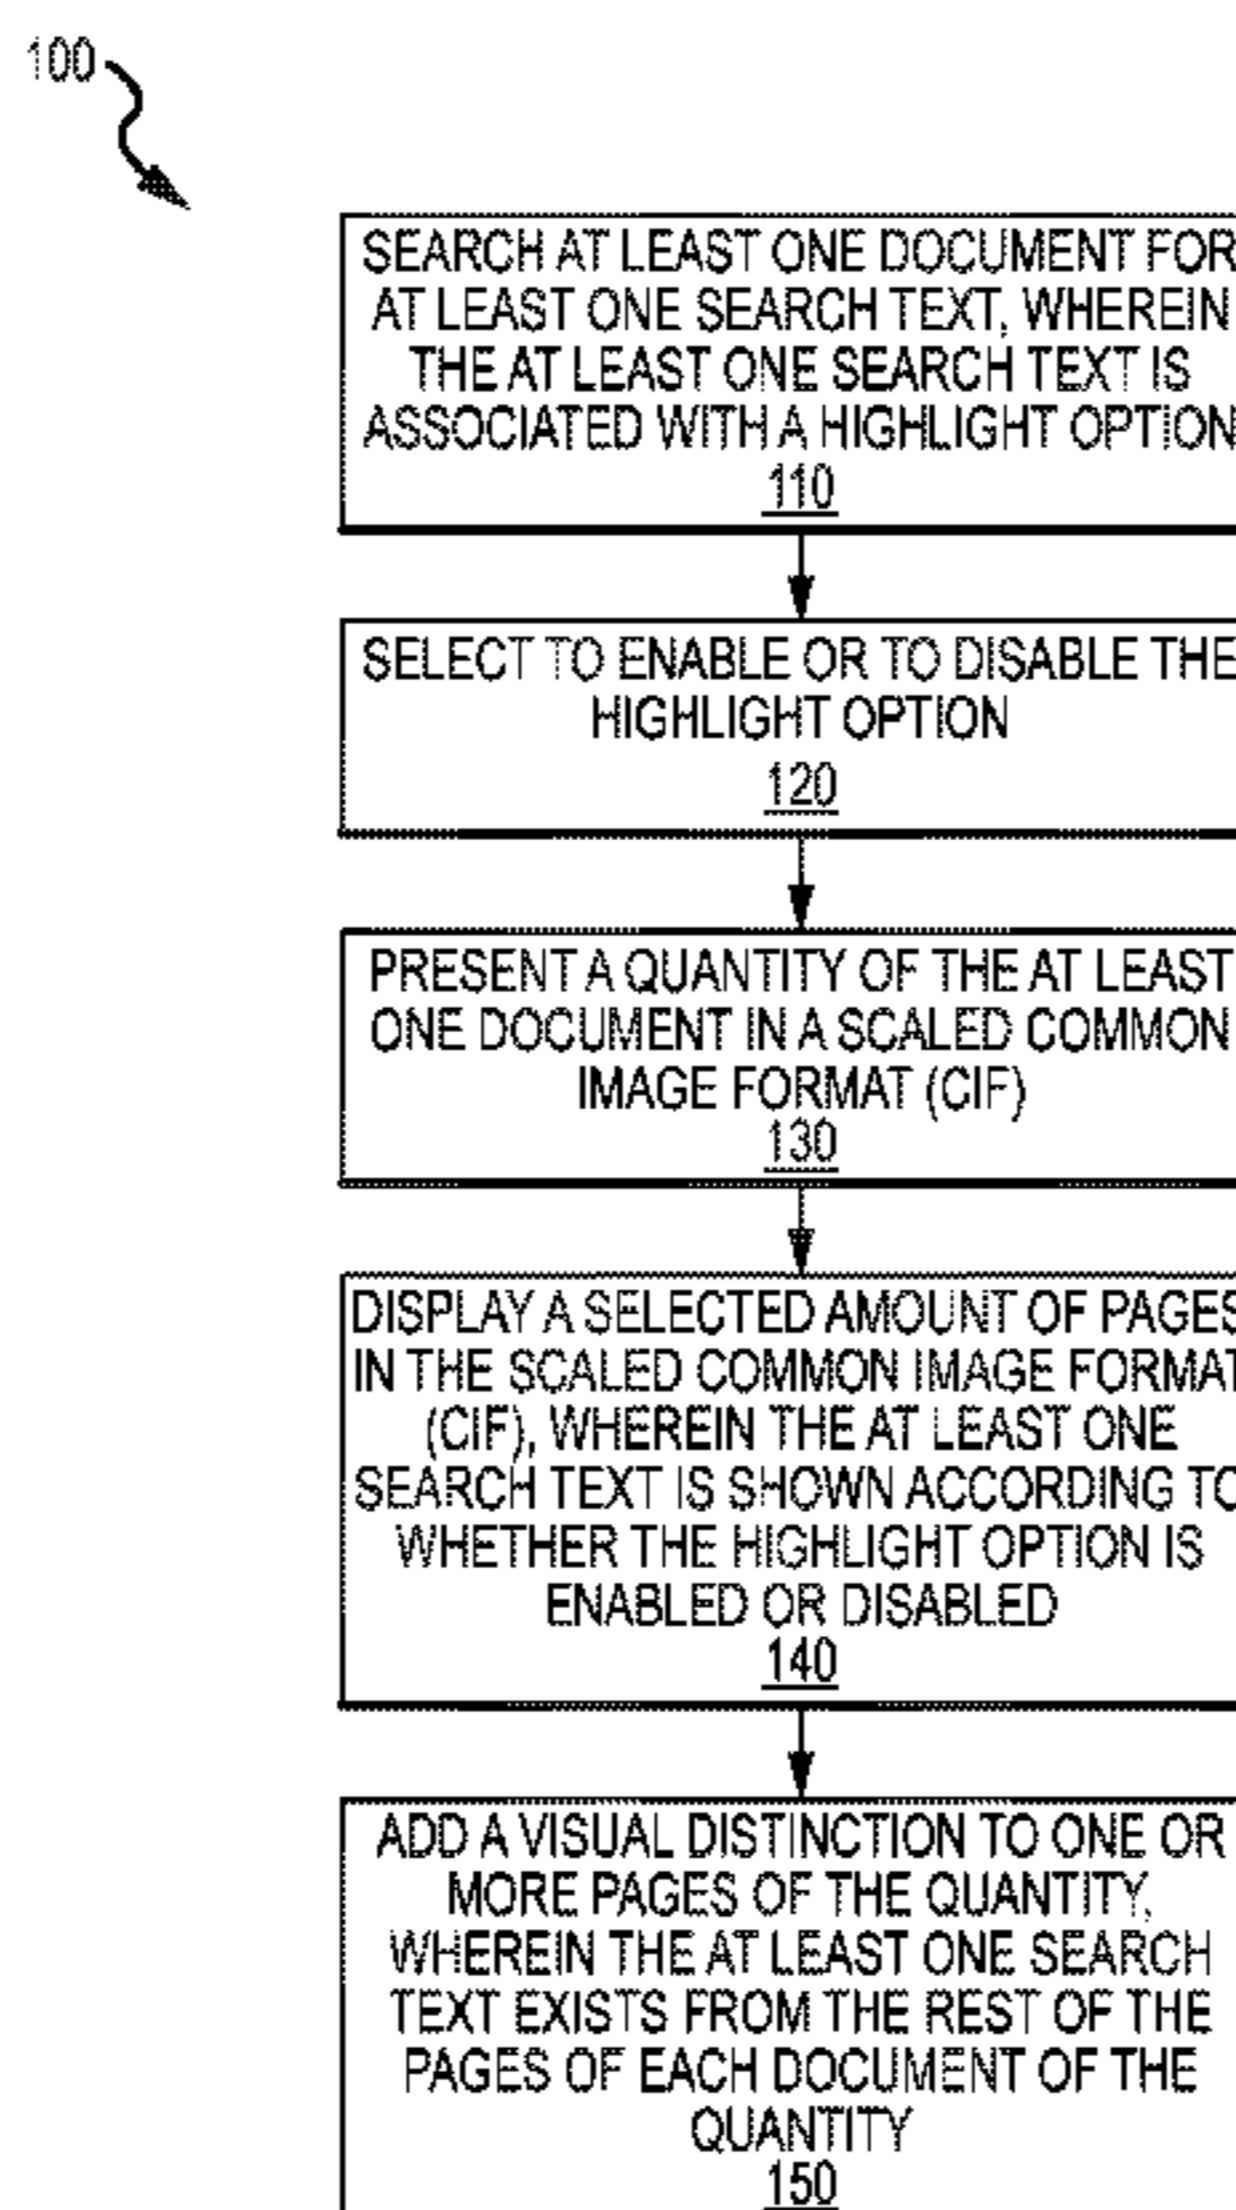 100
SEARCH AT LEAST ONE DOCUMENT FOR
AT LEAST ONE SEARCH TEXT, WHEREIN
THE AT LEAST ONE SEARCH TEXT IS
ASSOCIATED WITH A HIGHLIGHT OPTION
110
SELECT TO ENABLE OR TO DISABLE THE
HIGHLIGHT OPTION
120
PRESENT A QUANTITY OF THE AT LEAST
ONE DOCUMENT IN A SCALED COMMON
IMAGE FORMAT (CIF)
130
DISPLAY A SELECTED AMOUNT OF PAGES
IN THE SCALED COMMON IMAGE FORMAT
(CIF), WHEREIN THE AT LEAST ONE
SEARCH TEXT IS SHOWN ACCORDING TO
WHETHER THE HIGHLIGHT OPTION IS
ENABLED OR DISABLED
140
ADD A VISUAL DISTINCTION TO ONE OR
MORE PAGES OF THE QUANTITY,
WHEREIN THE AT LEAST ONE SEARCH
TEXT EXISTS FROM THE REST OF THE
PAGES OF EACH DOCUMENT OF THE
QUANTITY
150